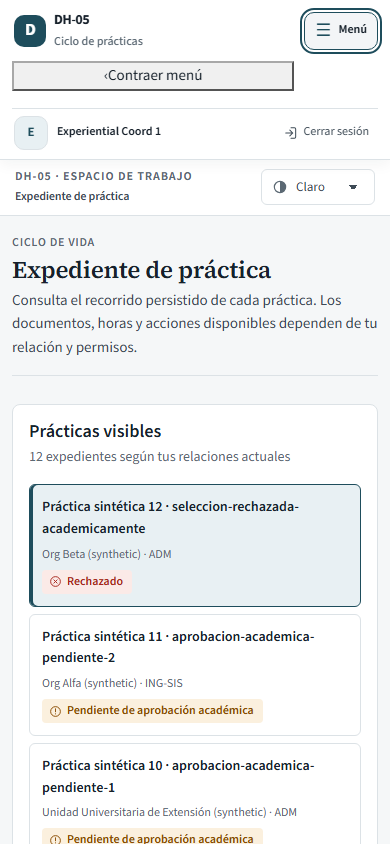 D
DH-05
Ciclo de prácticas
Menú
‹Contraer menú
E
Experiential Coord 1
Cerrar sesión
DH-05 · ESPACIO DE TRABAJO
Expediente de práctica
Claro
CICLO DE VIDA
Expediente de práctica
Consulta el recorrido persistido de cada práctica. Los
documentos, horas y acciones disponibles dependen de tu
relación y permisos.
Prácticas visibles
12 expedientes según tus relaciones actuales
Práctica sintética 12 · seleccion-rechazada-
academicamente
Org Beta (synthetic) · ADM
Rechazado
Práctica sintética 11 · aprobacion-academica-
pendiente-2
Org Alfa (synthetic) · ING-SIS
Pendiente de aprobación académica
Práctica sintética 10 · aprobacion-academica-
pendiente-1
Unidad Universitaria de Extensión (synthetic) · ADM
Pendiente de aprobación académica